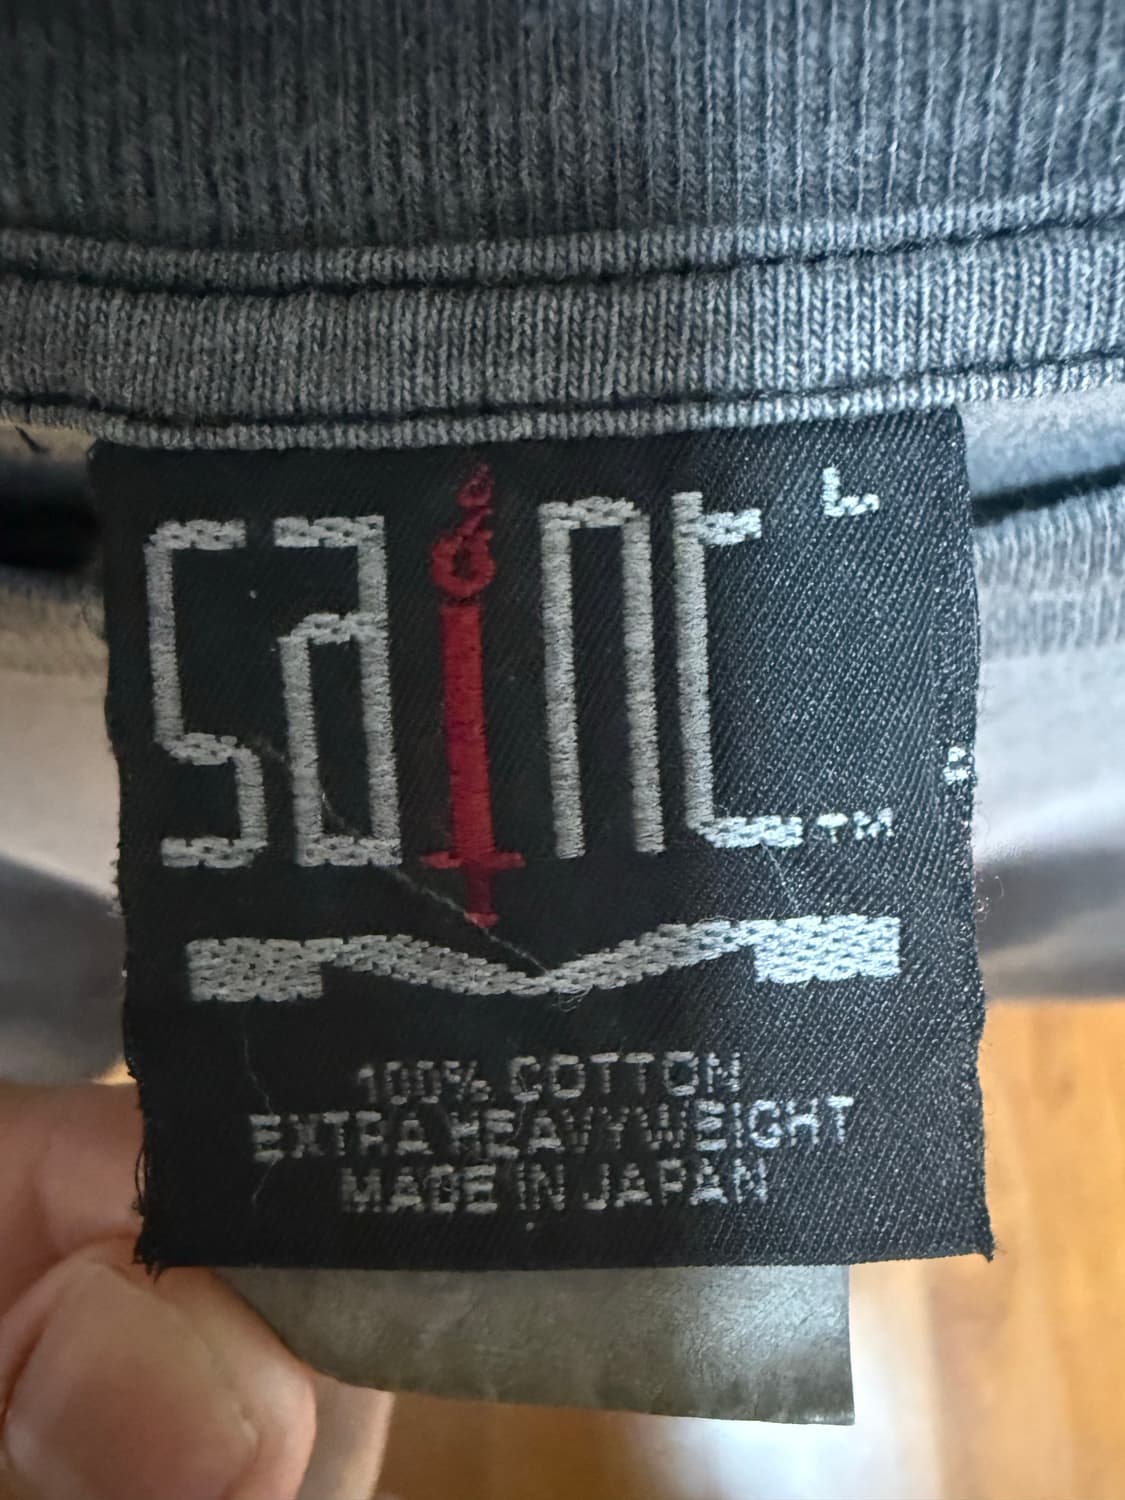 saint L
TM
100% COTTON
EXTRA HEAVYWEIGHT
MADE IN JAPAN